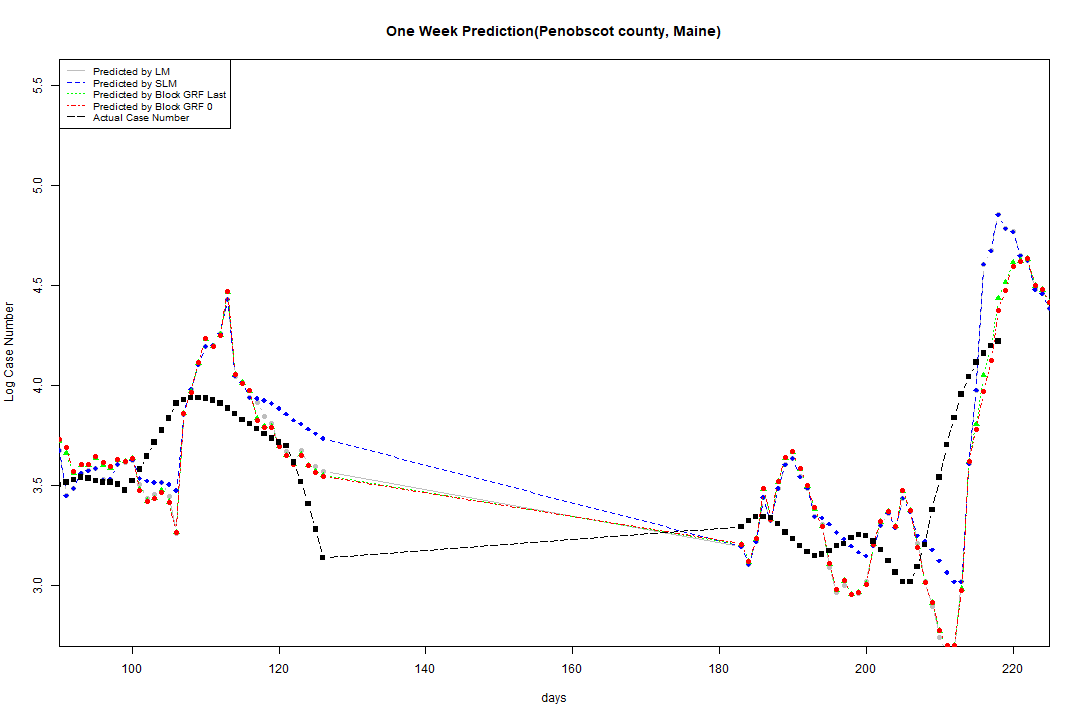 One Week Prediction(Penobscot county, Maine)
Predicted by LM
Predicted by SLM
Predicted by Block GRF Last
Predicted by Block GRF 0
Actual Case Number
5.5
5.0
4.5
4.0
3.5
3.0
Log Case Number
100 120 140 160 180 200 220
days